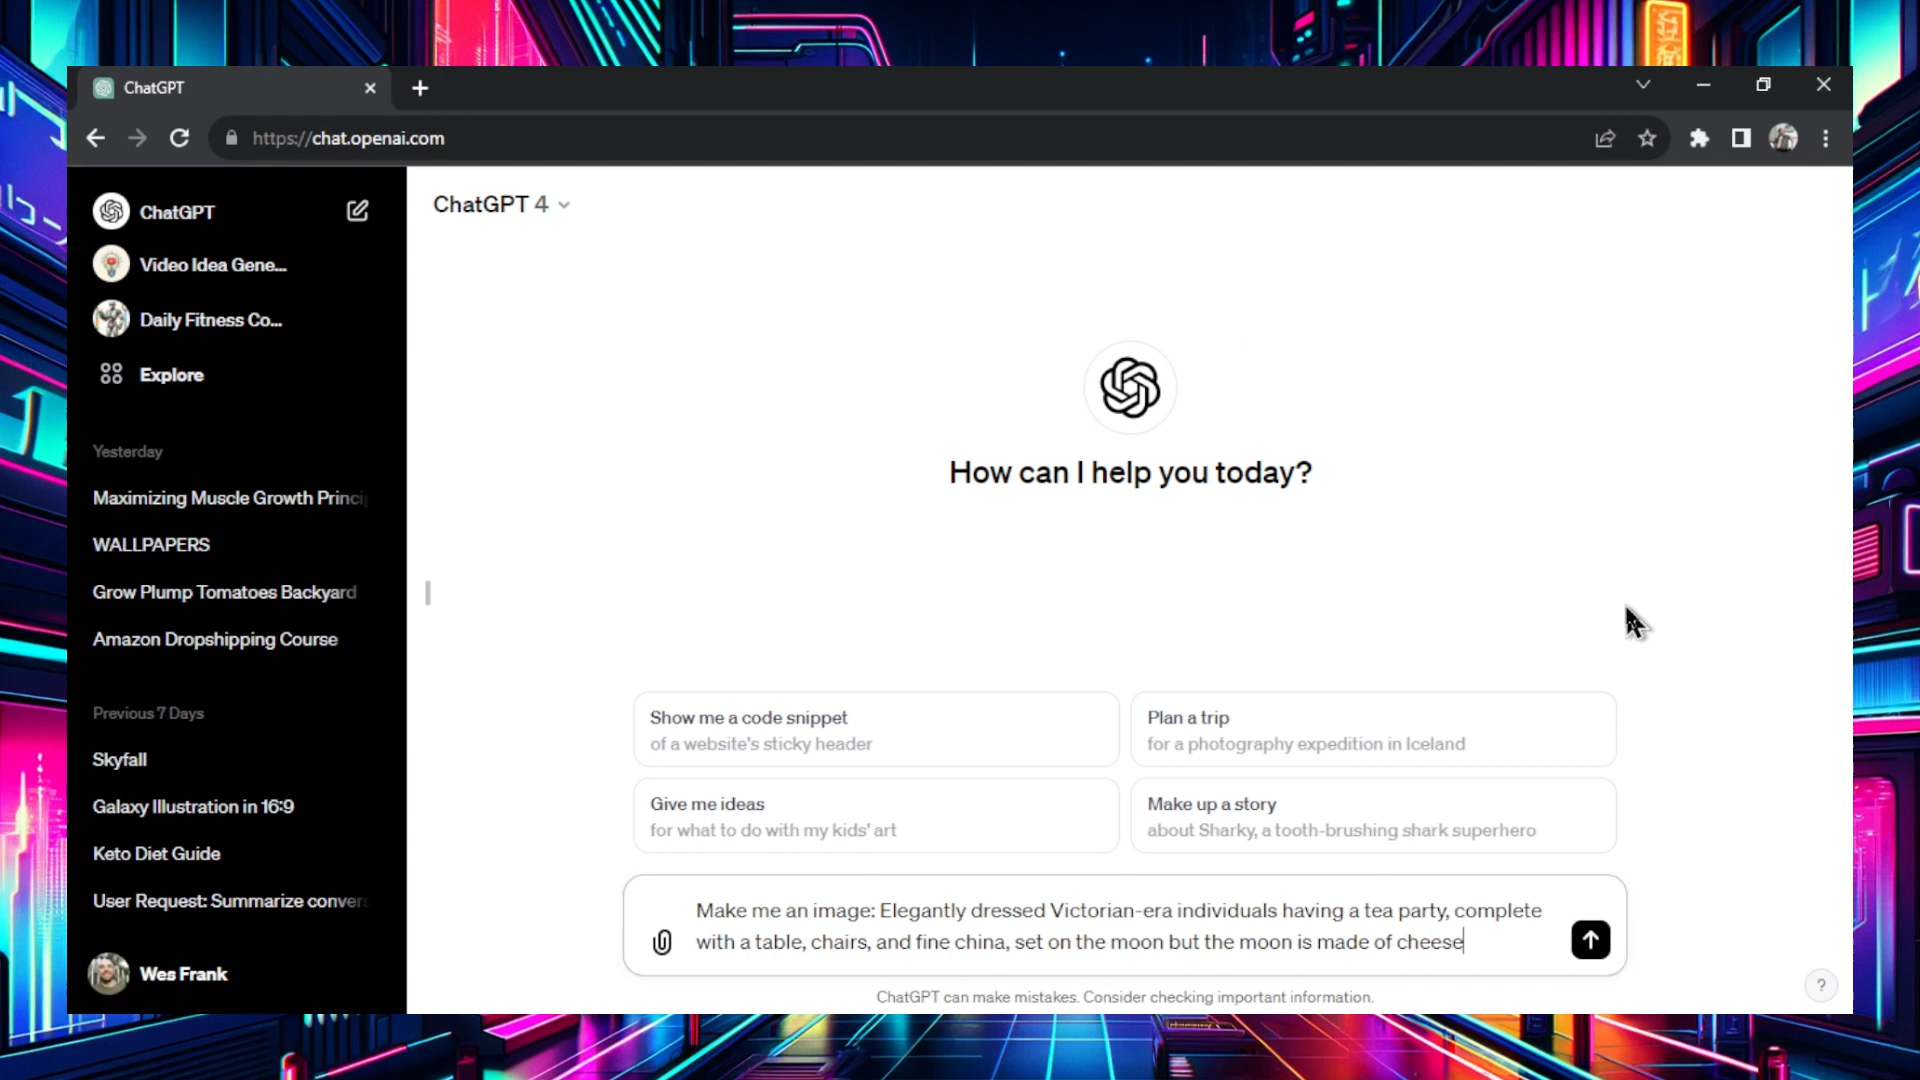 ChatGPT
https://chat.openai.com
ChatGPT
Video Idea Gene...
Daily Fitness Co...
Explore
Yesterday
Maximizing Muscle Growth Princi
WALLPAPERS
Grow Plump Tomatoes Backyard
Amazon Dropshipping Course
Previous 7 Days
Skyfall
Galaxy Illustration in 16:9
Keto Diet Guide
User Request: Summarize convers
Wes Frank
ChatGPT 4
How can I help you today?
Show me a code snippet
of a website's sticky header
Plan a trip
for a photography expedition in Iceland
Give me ideas
for what to do with my kids' art
Make up a story
about Sharky, a tooth-brushing shark superhero
Make me an image: Elegantly dressed Victorian-era individuals having a tea party, complete
with a table, chairs, and fine china, set on the moon but the moon is made of cheese
ChatGPT can make mistakes. Consider checking important information.
?